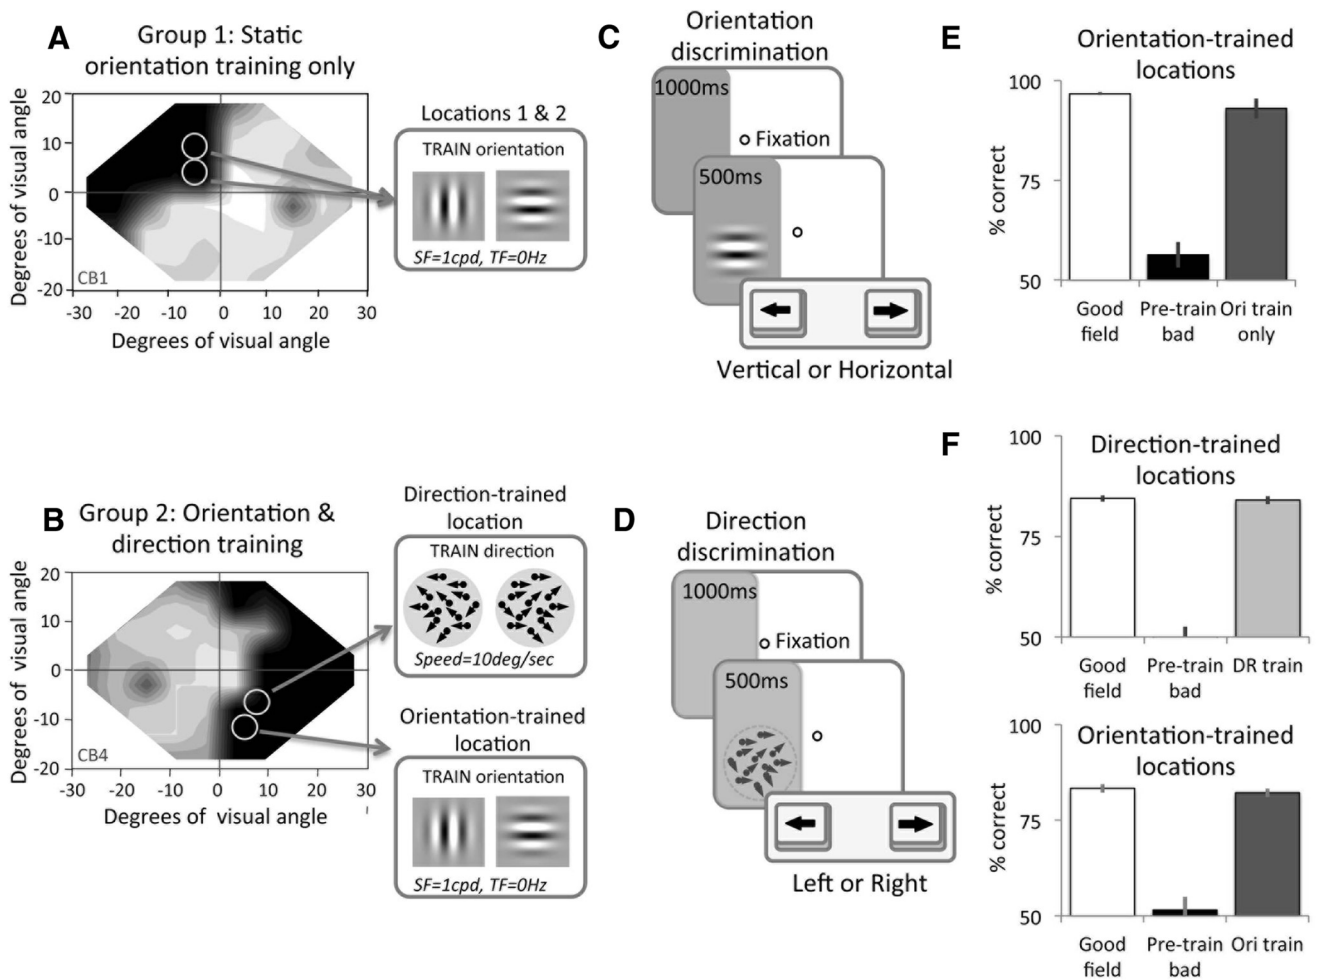 A
Group 1: Static
orientation training only
Degrees of visual angle
20
10
0
-10
-20
CB1
-30 -20 -10 0 10 20 30
Degrees of visual angle
Locations 1 & 2
TRAIN orientation
SF=1cpd, TF=0Hz
B
Group 2: Orientation &
direction training
Degrees of visual angle
20
10
0
-10
-20
CB4
-30 -20 -10 0 10 20 30
Degrees of visual angle
Direction-trained
location
TRAIN direction
Speed=10deg/sec
Orientation-trained
location
TRAIN orientation
SF=1cpd, TF=0Hz
C
Orientation
discrimination
1000ms
Fixation
500ms
Vertical or Horizontal
D
Direction
discrimination
1000ms
Fixation
500ms
Left or Right
E
Orientation-trained
locations
% correct
100
75
50
Good
field
Pre-train
bad
Ori train
only
F
Direction-trained
locations
% correct
100
75
50
Good
field
Pre-train
bad
DR train
Orientation-trained
locations
% correct
100
75
50
Good
field
Pre-train
bad
Ori train